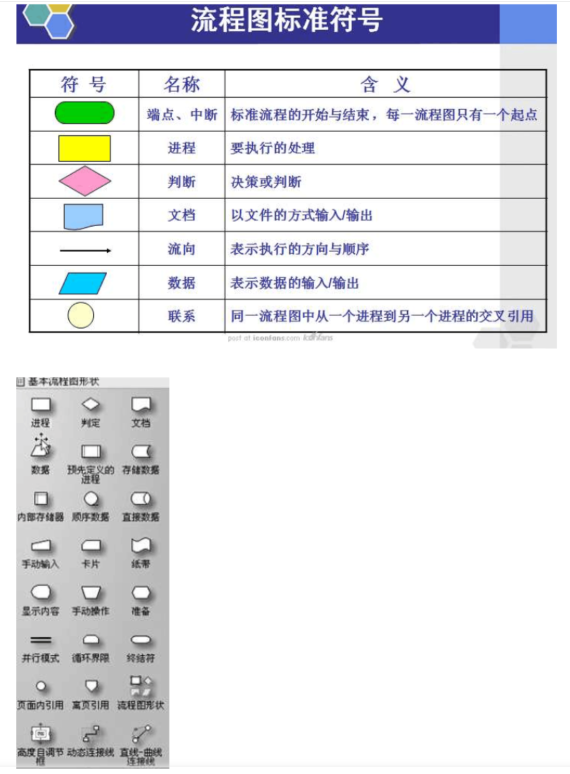 流程图标准符号
符 号 名称 含 义
端点、中断 标准流程的开始与结束，每一流程图只有一个起点
进程 要执行的处理
判断 决策或判断
文档 以文件的方式输入/输出
流向 表示执行的方向与顺序
数据 表示数据的输入/输出
联系 同一流程图中从一个进程到另一个进程的交叉引用
part of iconfans.com
基本流程图形状
进程 判定 文档
数据 预先定义的 存储数据
进程
内部存储器 顺序数据 直接数据
手动输入 卡片 纸带
显示内容 手动操作 准备
并行模式 循环界限 终结符
页面内引用 离页引用 流程图形状
高度自调节 动态连接线 直线-曲线
框 连接线